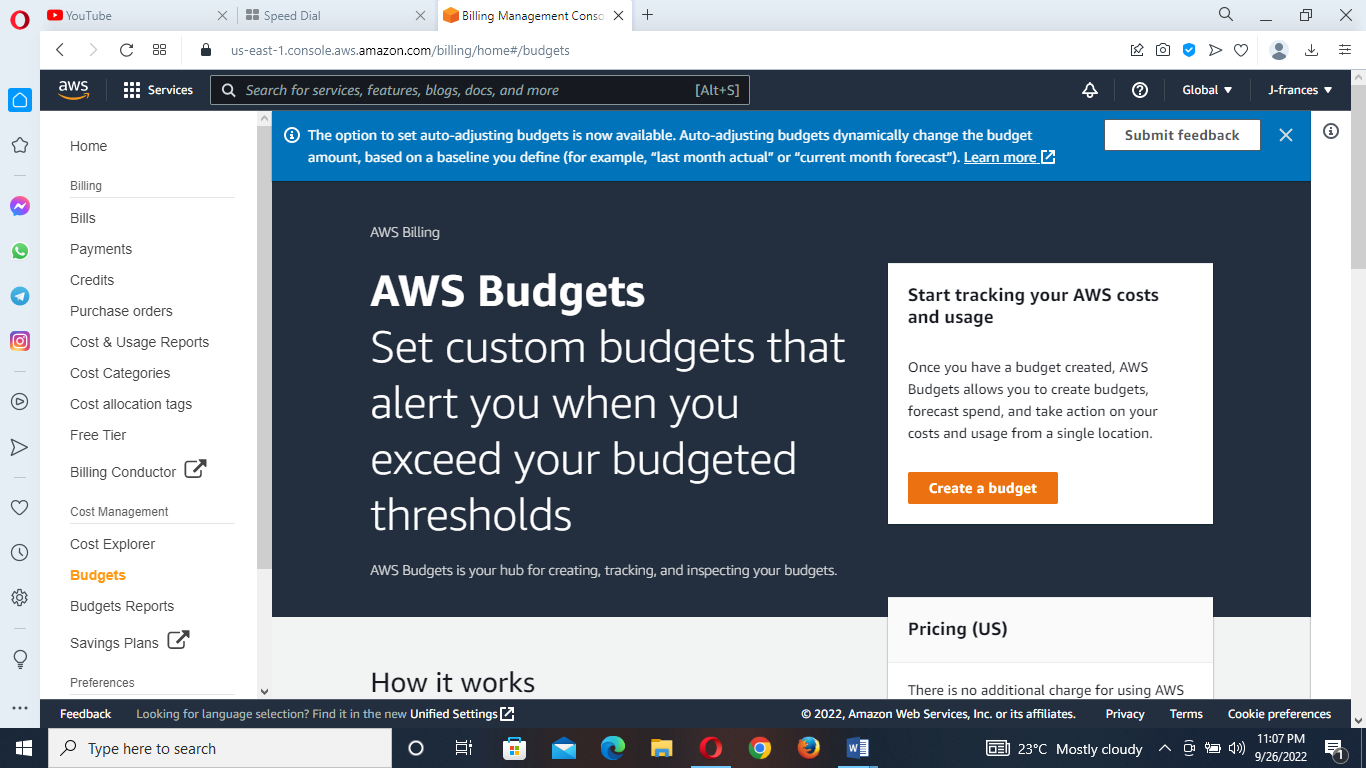 YouTube
Speed Dial
Billing Management Conso
us-east-1.console.aws.amazon.com/billing/home#/budgets
aws
Services
Search for services, features, blogs, docs, and more
[Alt+S]
Global
J-frances
Home
Billing
Bills
Payments
Credits
Purchase orders
Cost & Usage Reports
Cost Categories
Cost allocation tags
Free Tier
Billing Conductor
Cost Management
Cost Explorer
Budgets
Budgets Reports
Savings Plans
Preferences
The option to set auto-adjusting budgets is now available. Auto-adjusting budgets dynamically change the budget
amount, based on a baseline you define (for example, “last month actual” or “current month forecast”). Learn more
Submit feedback
AWS Billing
AWS Budgets
Set custom budgets that
alert you when you
exceed your budgeted
thresholds
AWS Budgets is your hub for creating, tracking, and inspecting your budgets.
Start tracking your AWS costs
and usage
Once you have a budget created, AWS
Budgets allows you to create budgets,
forecast spend, and take action on your
costs and usage from a single location.
Create a budget
Pricing (US)
There is no additional charge for using AWS
How it works
Feedback
Looking for language selection? Find it in the new Unified Settings
© 2022, Amazon Web Services, Inc. or its affiliates.
Privacy
Terms
Cookie preferences
Type here to search
23°C Mostly cloudy
11:07 PM
9/26/2022
1